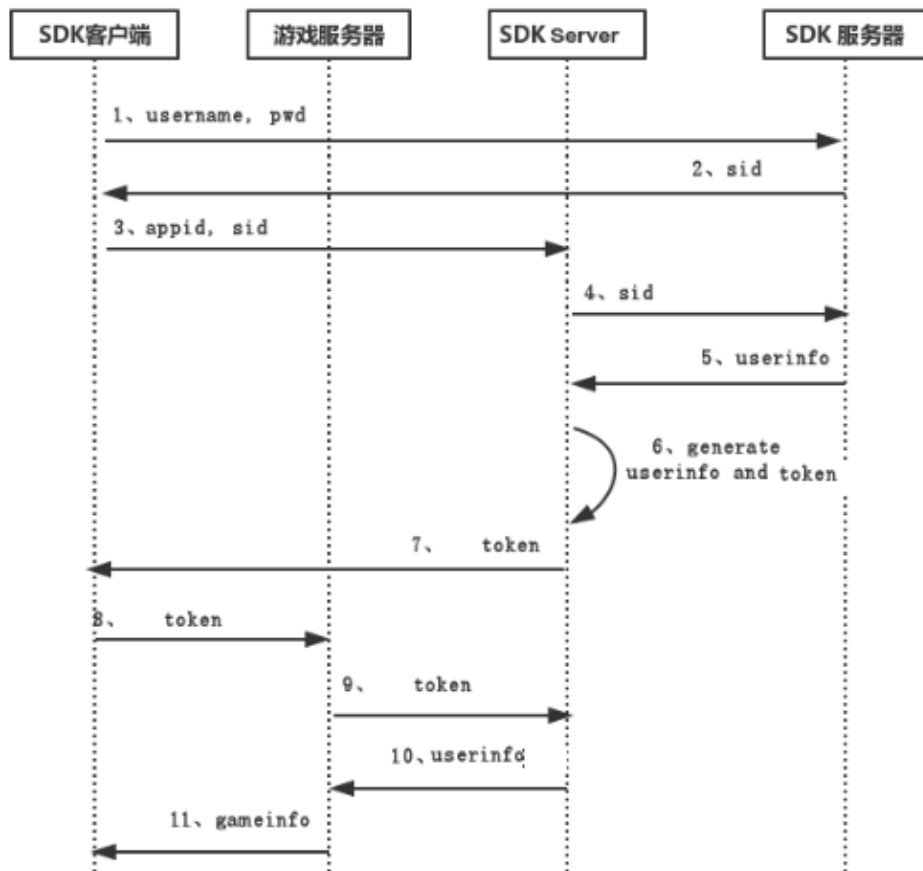 SDK客户端
游戏服务器
SDK Server
SDK 服务器
1、username, pwd
2、sid
3、appid, sid
4、sid
5、userinfo
6、generate
userinfo and token
7、 token
8、 token
9、 token
10、userinfo
11、gameinfo